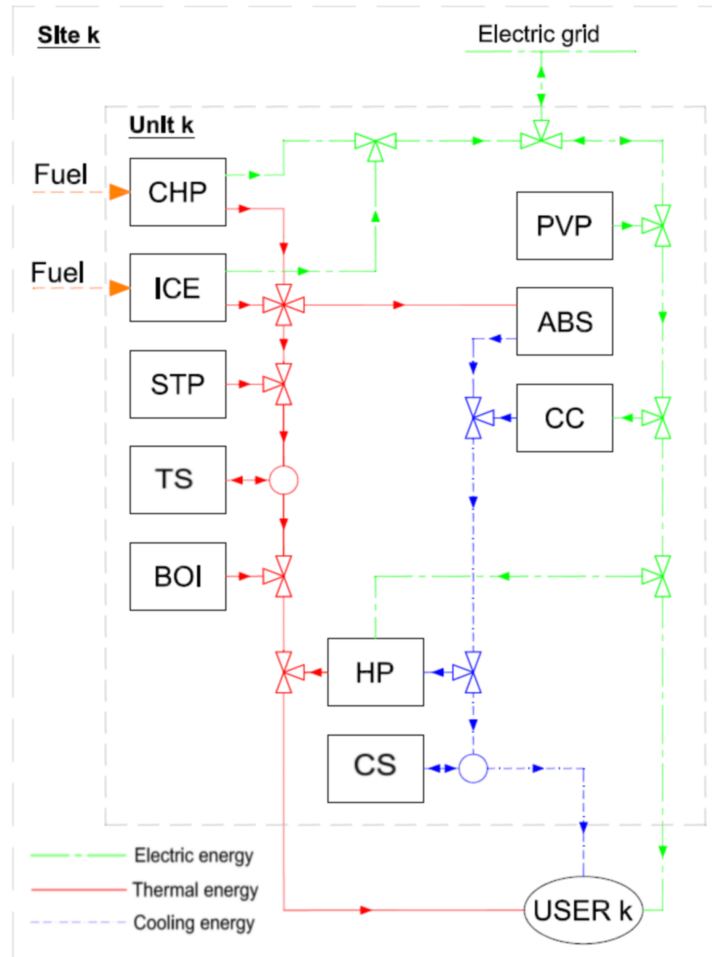 Site k
Electric grid
Unit k
Fuel
CHP
PVP
Fuel
ICE
ABS
STP
CC
TS
BOI
HP
CS
Electric energy
Thermal energy
Cooling energy
USER k